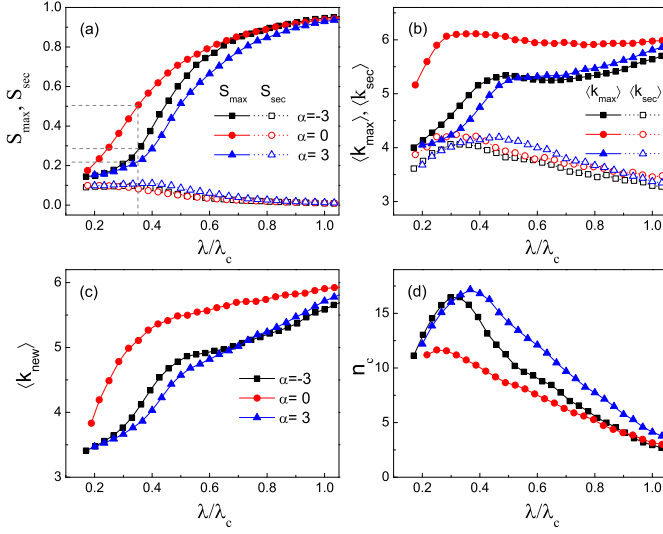 (a)
S_max, S_sec
1.0
0.8
0.6
0.4
0.2
0.0
S_max S_sec
α=-3
α= 0
α= 3
0.2 0.4 0.6 0.8 1.0
λ/λ_c
(b)
⟨k_max⟩, ⟨k_sec⟩
7
6
5
4
3
⟨k_max⟩ ⟨k_sec⟩
0.2 0.4 0.6 0.8 1.0
λ/λ_c
(c)
⟨k_new⟩
6
5
4
3
α=-3
α= 0
α= 3
0.2 0.4 0.6 0.8 1.0
λ/λ_c
(d)
n_c
20
15
10
5
0
0.2 0.4 0.6 0.8 1.0
λ/λ_c